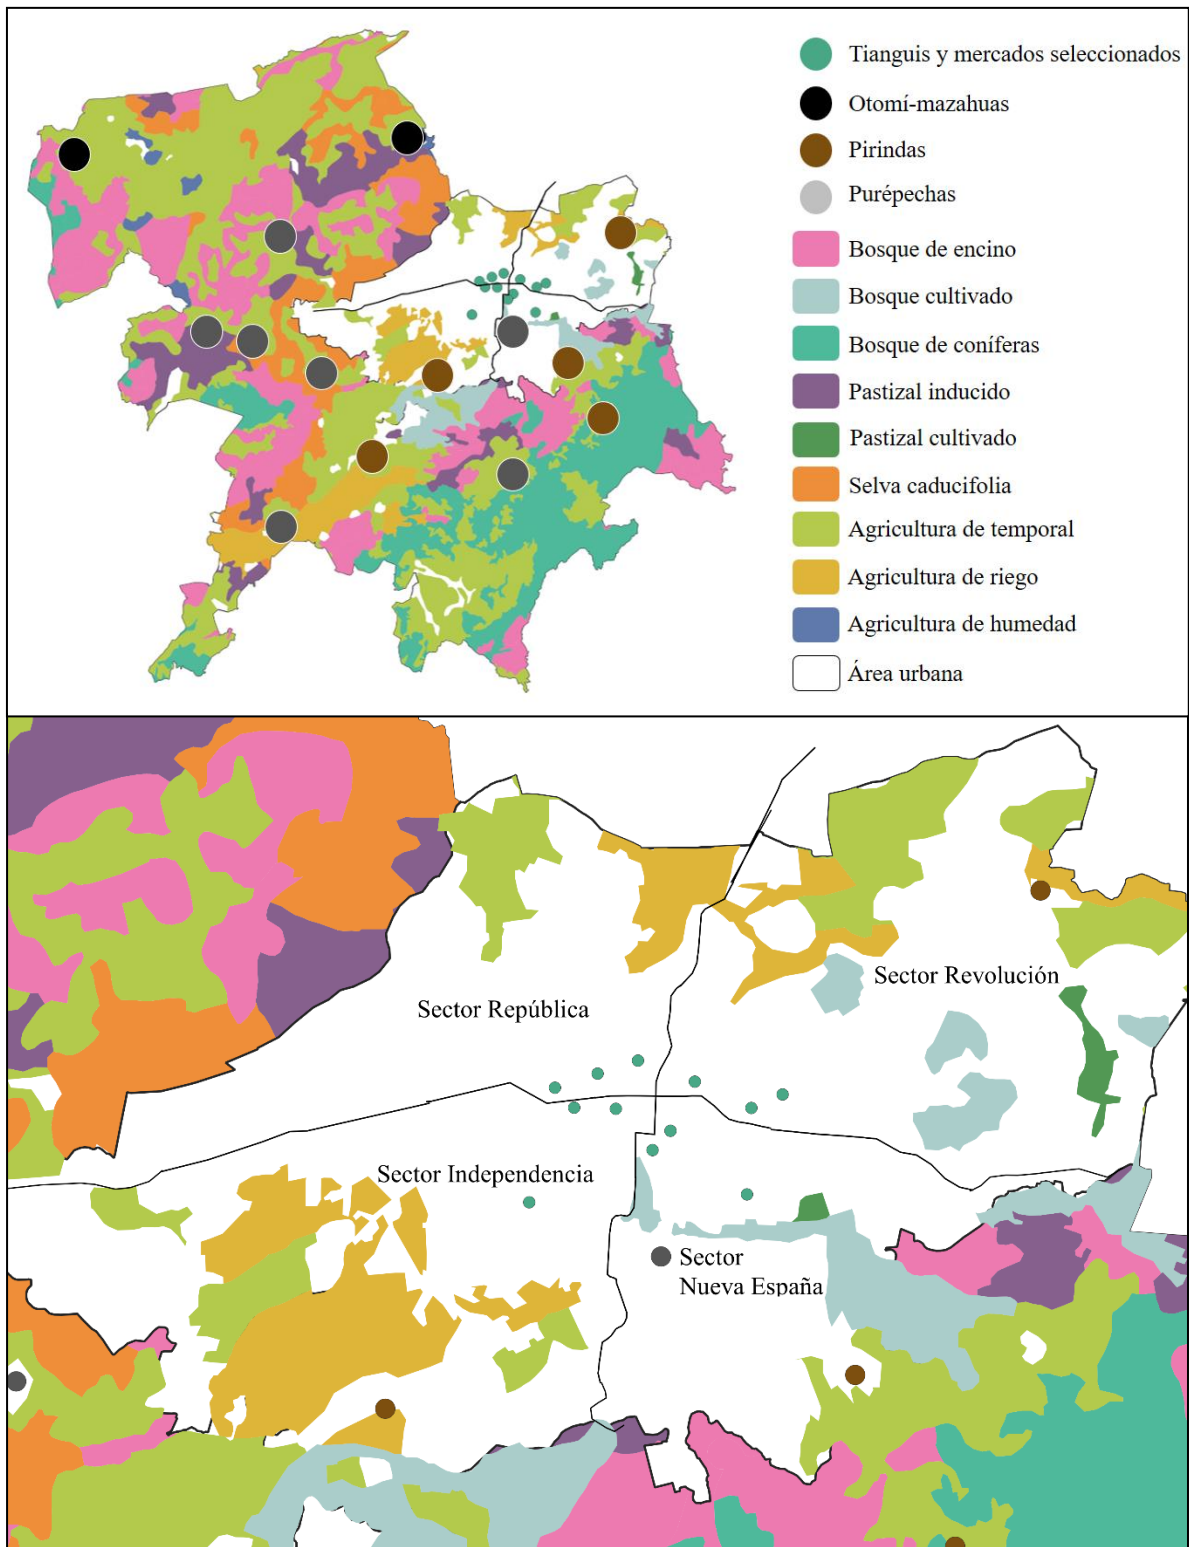 Tianguis y mercados seleccionados
Otomí-mazahuas
Pirindas
Purépechas
Bosque de encino
Bosque cultivado
Bosque de coníferas
Pastizal inducido
Pastizal cultivado
Selva caducifolia
Agricultura de temporal
Agricultura de riego
Agricultura de humedad
Área urbana
Sector Revolución
Sector República
Sector Independencia
Sector
Nueva España